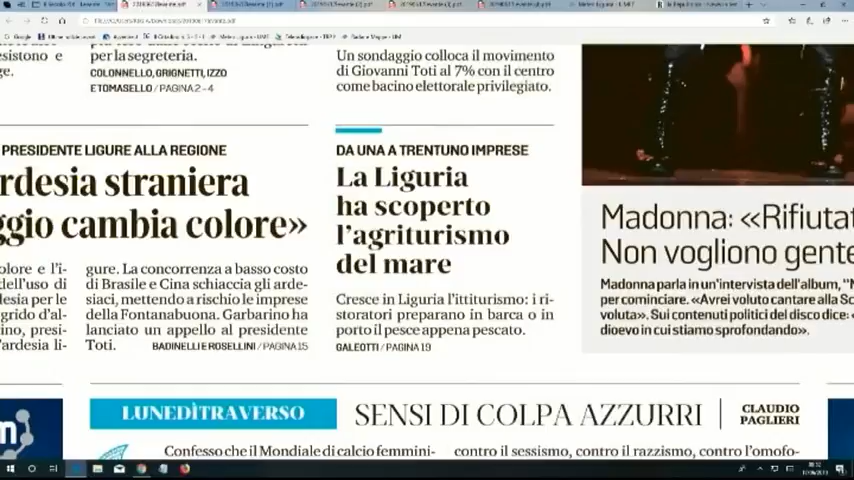 esistono e
per la segreteria.
COLONNELLO, GRIGNETTI, IZZO
E TOMASELLO / PAGINA 2 - 4
Un sondaggio colloca il movimento
di Giovanni Toti al 7% con il centro
come bacino elettorale privilegiato.
PRESIDENTE LIGURE ALLA REGIONE
rdesia straniera
ggio cambia colore»
olore e l'i-
dell'uso di
desia per le
grido d'al-
ino, presi-
'ardesia li-
gure. La concorrenza a basso costo
di Brasile e Cina schiaccia gli arde-
siaci, mettendo a rischio le imprese
della Fontanabuona. Garbarino ha
lanciato un appello al presidente
Toti. BADINELLI E ROSELLINI / PAGINA 15
DA UNA A TRENTUNO IMPRESE
La Liguria
ha scoperto
l'agriturismo
del mare
Cresce in Liguria l'ittiturismo: i ri-
storatori preparano in barca o in
porto il pesce appena pescato.
GALEOTTI / PAGINA 19
Madonna: «Rifiutat
Non vogliono gente
Madonna parla in un'intervista dell'album, "M
per cominciare. «Avrei voluto cantare alla Sc
voluta». Sui contenuti politici del disco dice: «
dioevo in cui stiamo sprofondando».
LUNEDÌTRAVERSO
SENSI DI COLPA AZZURRI
CLAUDIO
PAGLIERI
Confesso che il Mondiale di calcio femmini-
contro il sessismo, contro il razzismo, contro l'omofo-